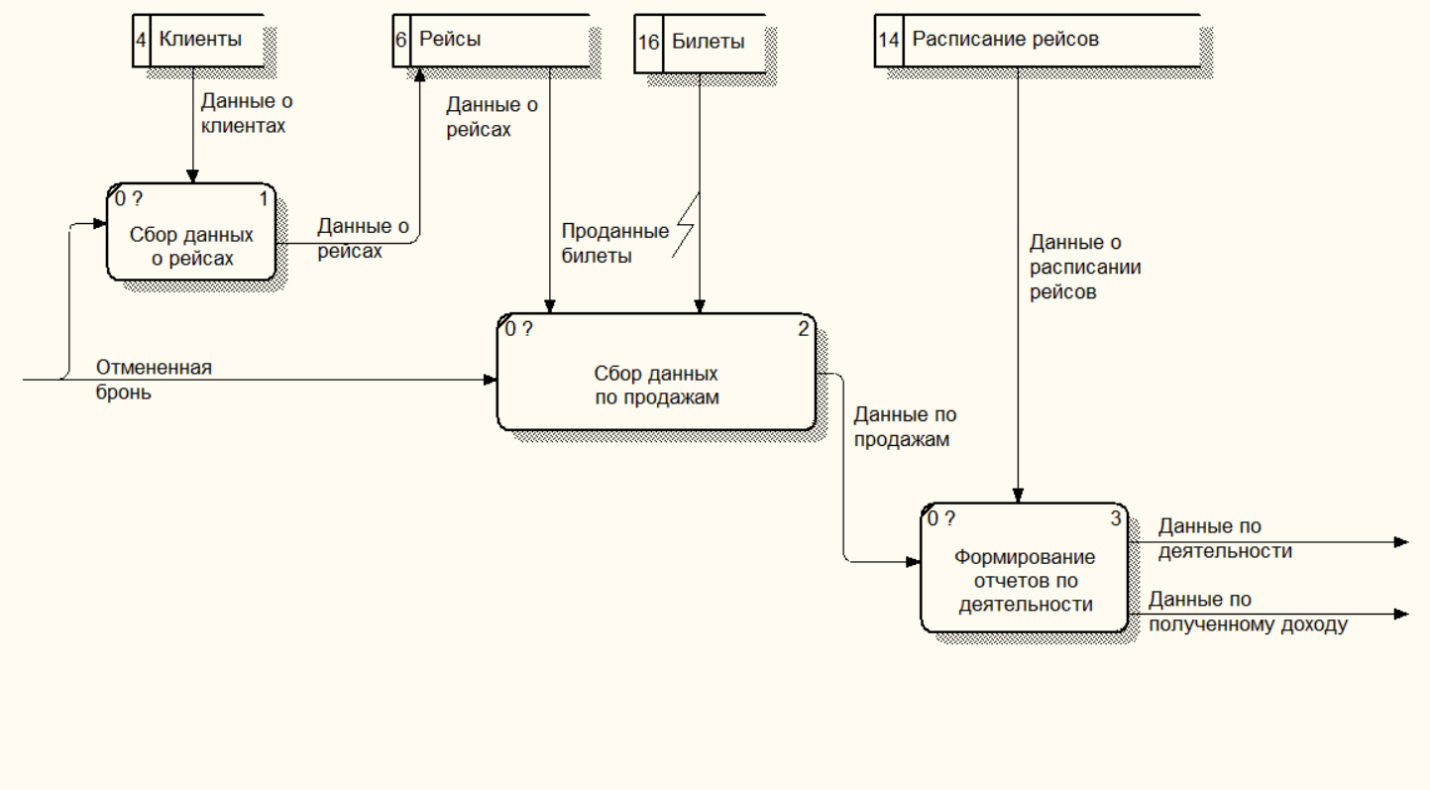 4 Клиенты
6 Рейсы
16 Билеты
14 Расписание рейсов
Данные о
клиентах
Данные о
рейсах
0 ? 1
Сбор данных
о рейсах
Данные о
рейсах
Проданные
билеты
Данные о
расписании
рейсов
0 ? 2
Сбор данных
по продажам
Отмененная
бронь
Данные по
продажам
0 ? 3
Формирование
отчетов по
деятельности
Данные по
деятельности
Данные по
полученному доходу